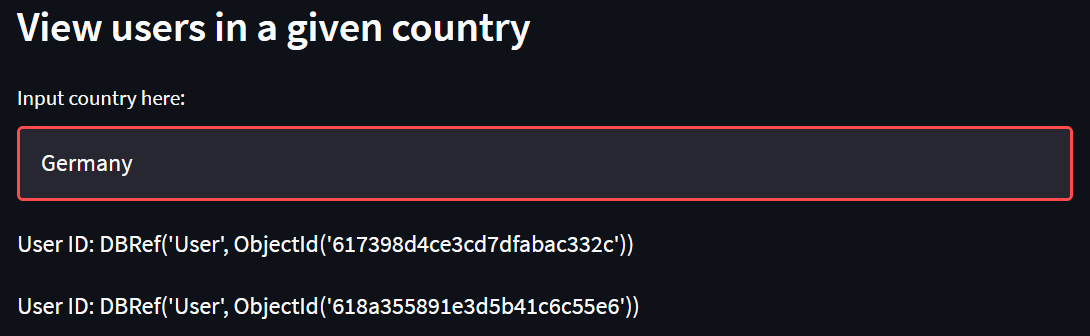 View users in a given country
Input country here:
Germany
User ID: DBRef('User', ObjectId('617398d4ce3cd7dfabac332c'))
User ID: DBRef('User', ObjectId('618a355891e3d5b41c6c55e6'))